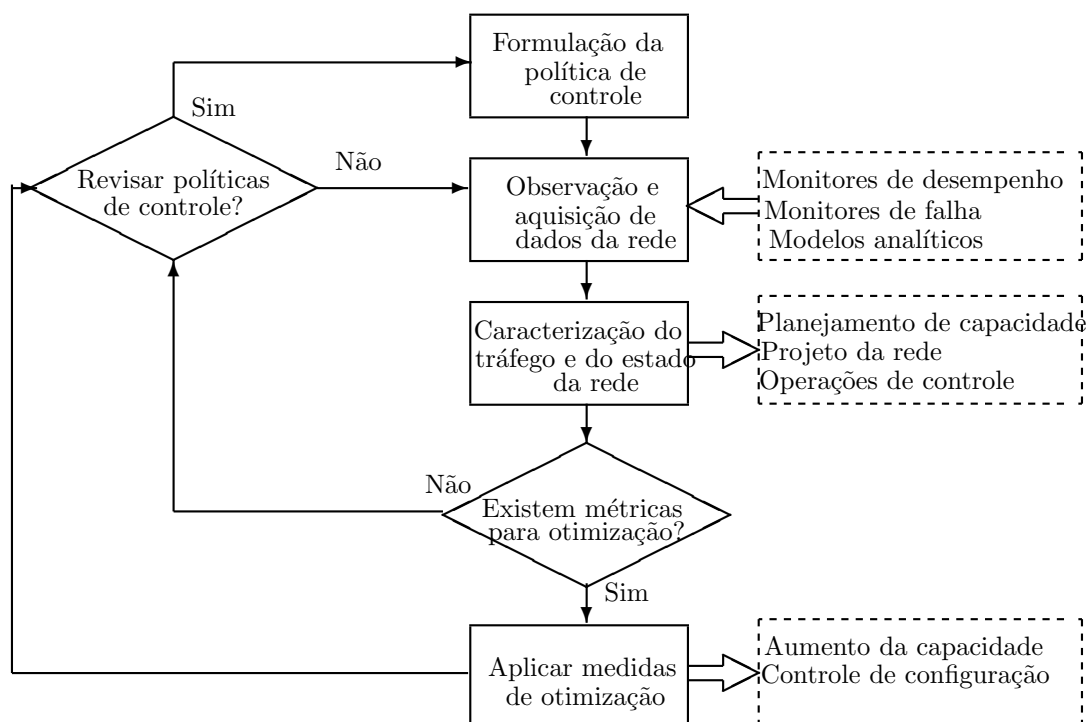 Formulação da
política de
controle
Sim
Não
Revisar políticas
de controle?
Observação e
aquisição de
dados da rede
Monitores de desempenho
Monitores de falha
Modelos analíticos
Caracterização do
tráfego e do estado
da rede
Planejamento de capacidade
Projeto da rede
Operações de controle
Não
Existem métricas
para otimização?
Sim
Aplicar medidas
de otimização
Aumento da capacidade
Controle de configuração